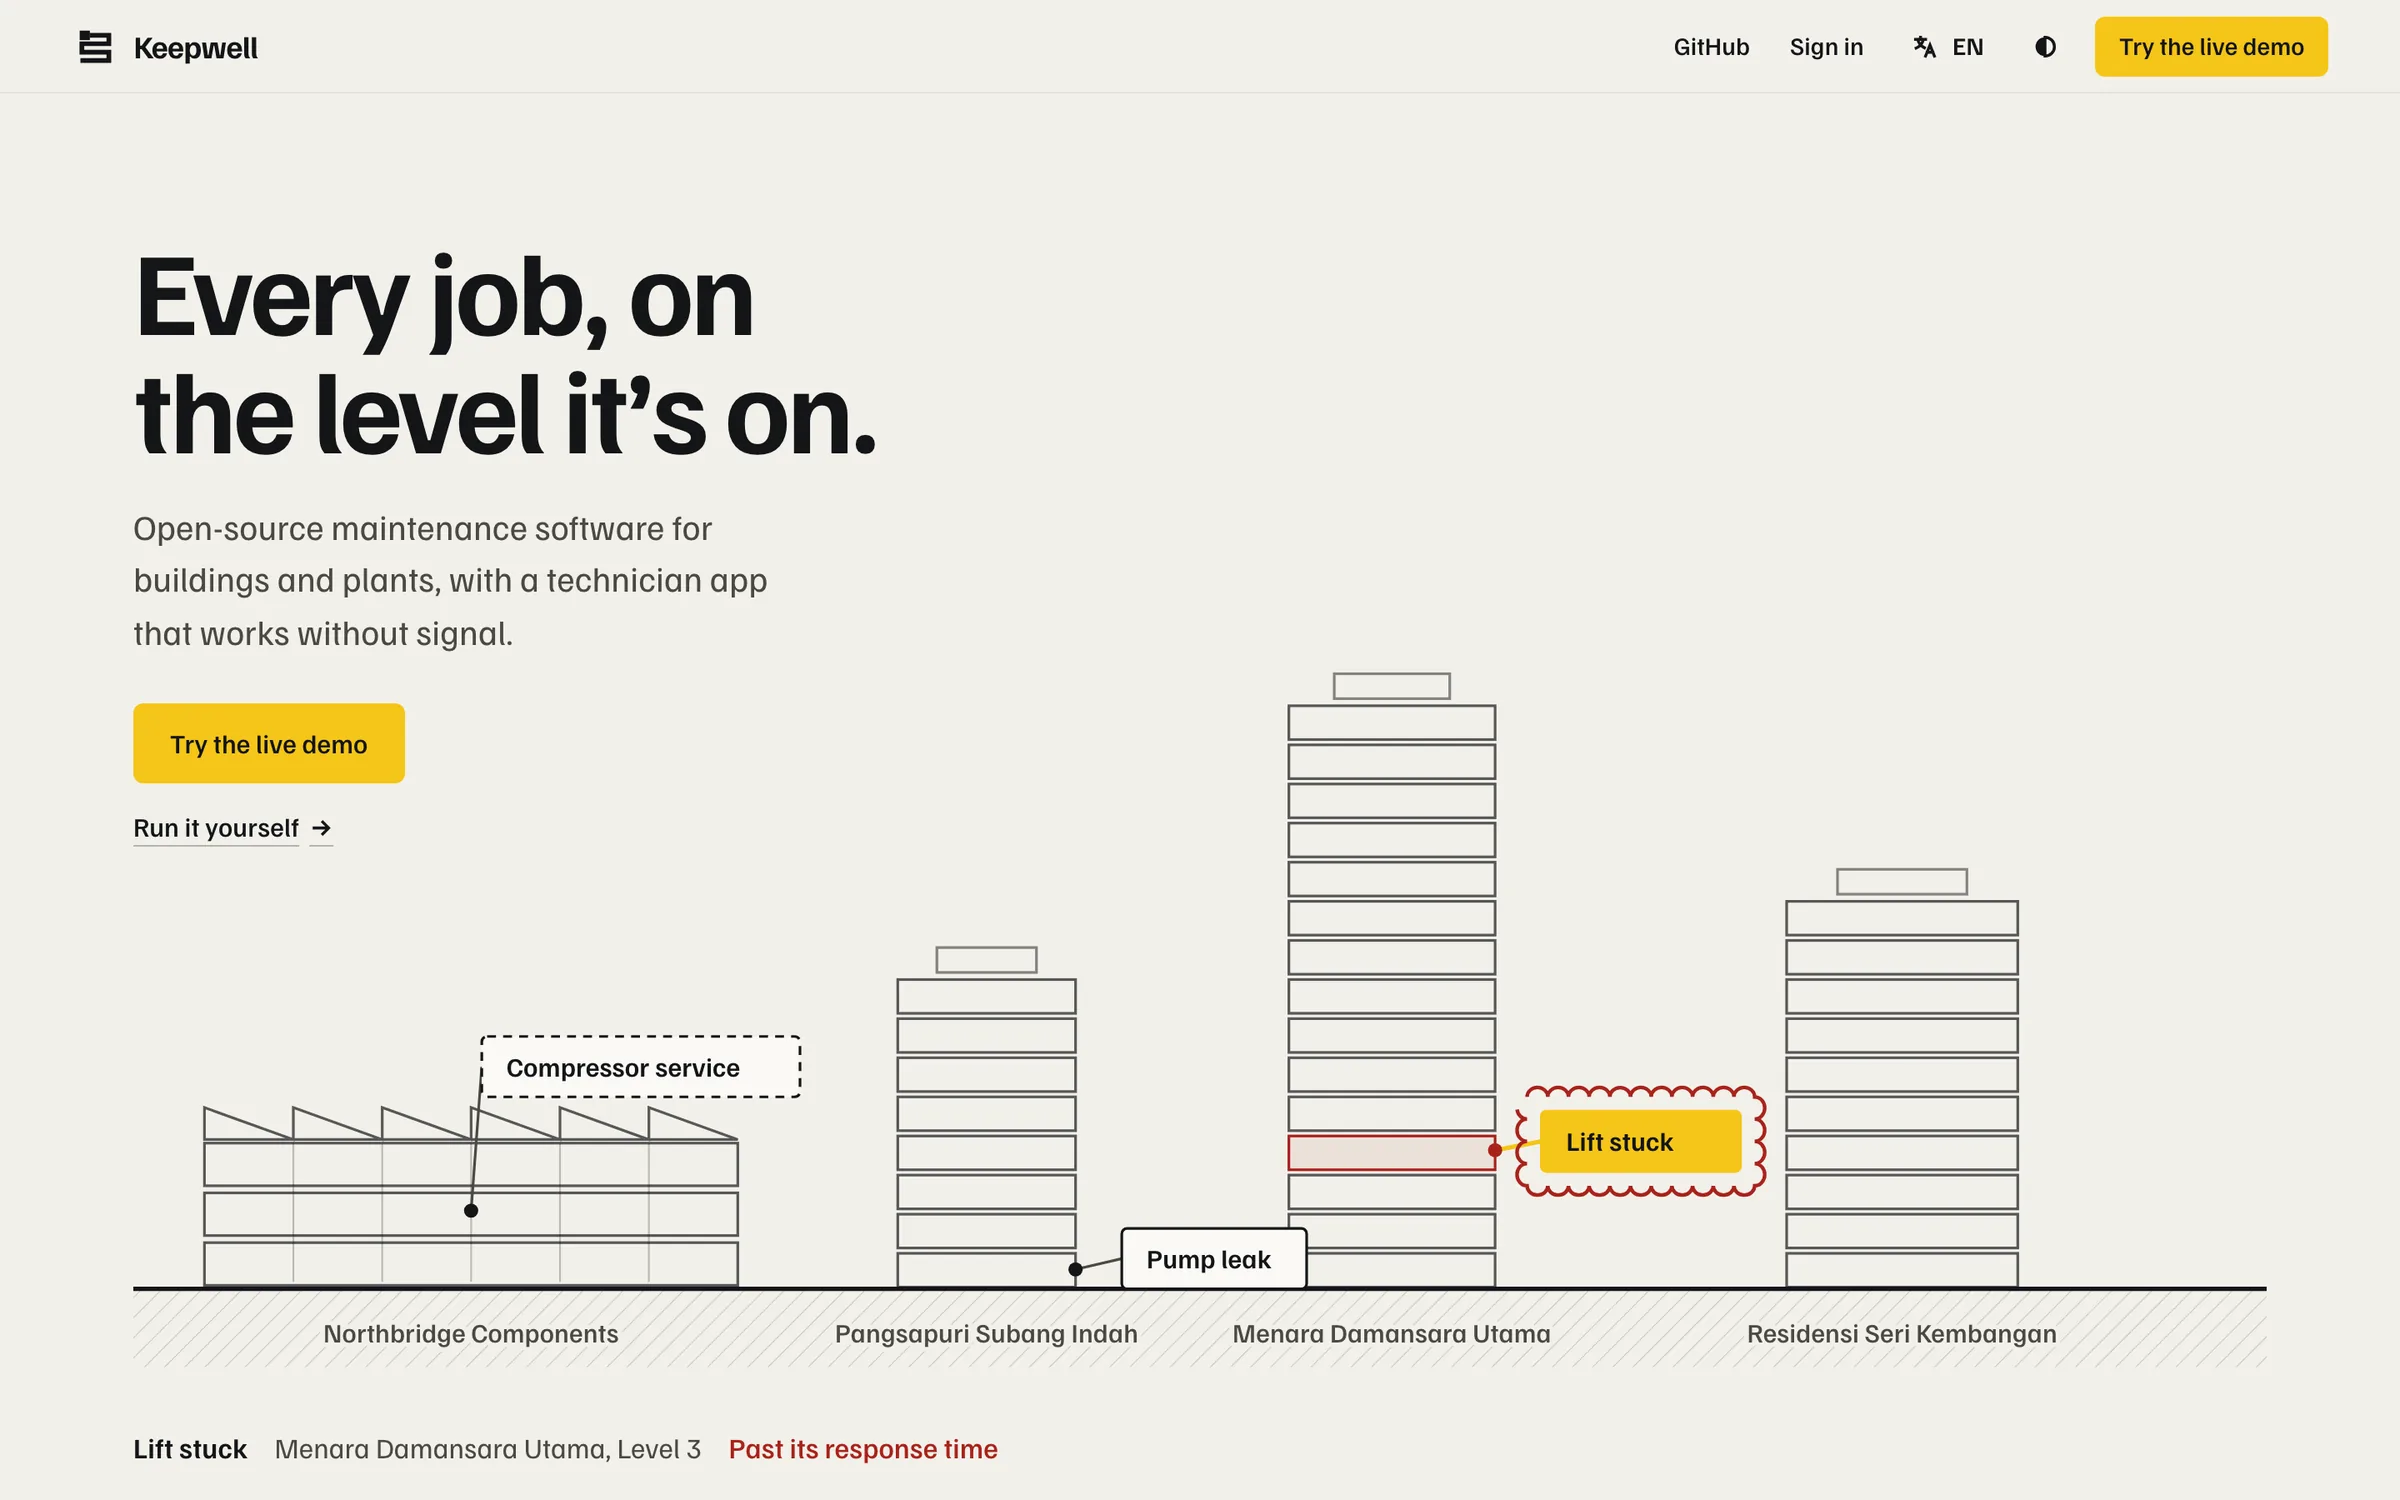 Keepwell
GitHub
Sign in
EN
Try the live demo
Every job, on
the level it’s on.
Open-source maintenance software for
buildings and plants, with a technician app
that works without signal.
Try the live demo
Run it yourself →
Compressor service
Lift stuck
Pump leak
Northbridge Components
Pangsapuri Subang Indah
Menara Damansara Utama
Residensi Seri Kembangan
Lift stuck Menara Damansara Utama, Level 3 Past its response time